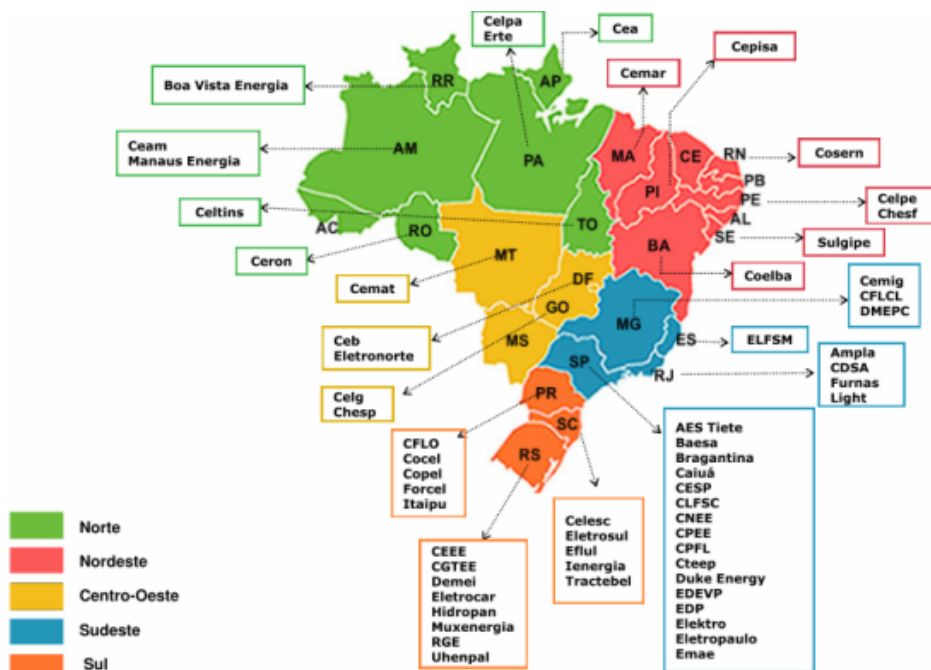 Celpa
Erte
Cea
Cepisa
Cemar
Boa Vista Energia
RR
AP
Ceam
Manaus Energia
AM
PA
MA
CE
RN
Cosern
PI
PB
PE
Celpe
Chesf
Celtins
AC
RO
TO
AL
SE
Sulgipe
BA
Ceron
MT
Coelba
Cemat
DF
GO
Cemig
CFLCL
DMEPC
MG
Ceb
Eletronorte
MS
ES
ELFSM
SP
RJ
Ampla
CDSA
Furnas
Light
Celg
Chesp
PR
SC
RS
CFLO
Cocel
Copel
Forcel
Itaipu
AES Tiete
Baesa
Bragantina
Caiuá
CESP
CLFSC
CNEE
CPEE
CPFL
Cteep
Duke Energy
EDEVP
EDP
Elektro
Eletropaulo
Emae
Celesc
Eletrosul
Eflul
Ienergia
Tractebel
CEEE
CGTEE
Demei
Eletrocar
Hidropan
Muxenergia
RGE
Uhenpal
Norte
Nordeste
Centro-Oeste
Sudeste
Sul